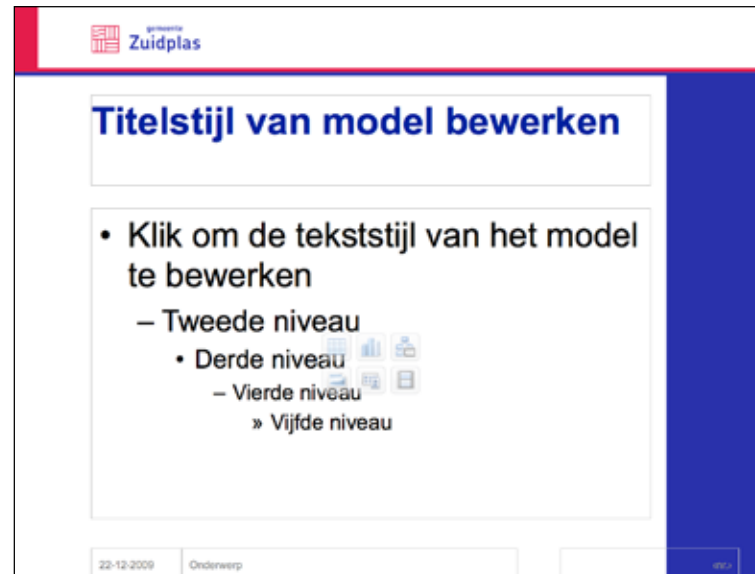 gemeente
Zuidplas
Titelstijl van model bewerken
• Klik om de tekststijl van het model
te bewerken
– Tweede niveau
• Derde niveau
– Vierde niveau
» Vijfde niveau
22-12-2009 Onderwerp